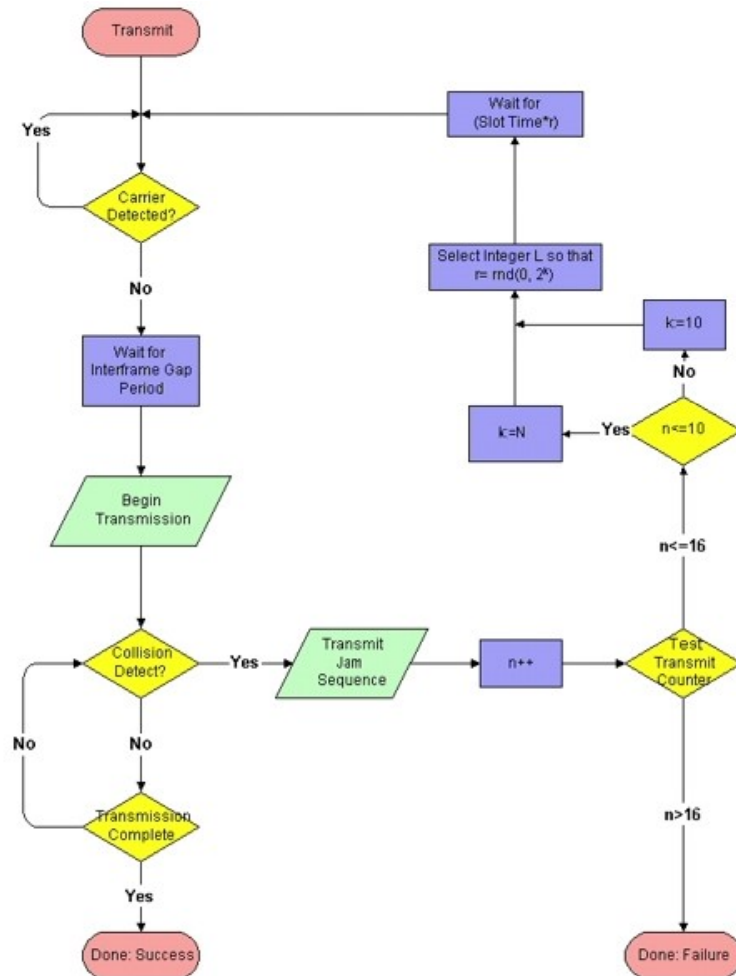 Transmit
Wait for
(Slot Time*r)
Yes
Carrier
Detected?
Select Integer L so that
r= rnd(0, 2*)
No
k:=10
Wait for
Interframe Gap
Period
No
k:=N
Yes
n<=10
Begin
Transmission
n<=16
Collision
Detect?
Yes
Transmit
Jam
Sequence
n++
Test
Transmit
Counter
No
No
Transmission
Complete
n>16
Yes
Done: Success
Done: Failure